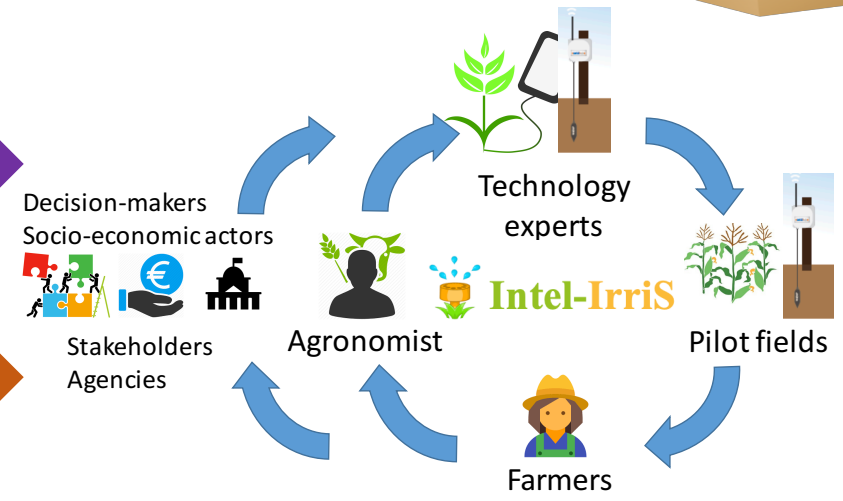 Technology
experts
Decision-makers
Socio-economic actors
Stakeholders
Agencies
Agronomist
Intel-IrriS
Pilot fields
Farmers